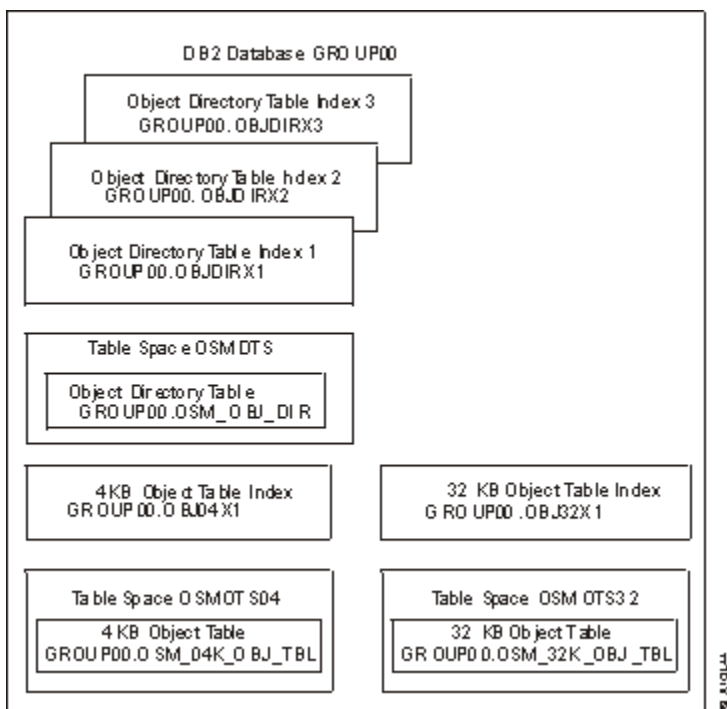 DB2 Database GROUP00
Object Directory Table Index 3
GROUP00.OBJDIRX3
Object Directory Table Index 2
GROUP00.OBJDIRX2
Object Directory Table Index 1
GROUP00.OBJDIRX1
Table Space OSMDTS
Object Directory Table
GROUP00.OSM_OBJ_DIR
4KB Object Table Index
GROUP00.OBJ04X1
32 KB Object Table Index
GROUP00.OBJ32X1
Table Space OSMOTS04
4KB Object Table
GROUP00.OSM_04K_OBJ_TBL
Table Space OSMOTS32
32 KB Object Table
GROUP00.OSM_32K_OBJ_TBL